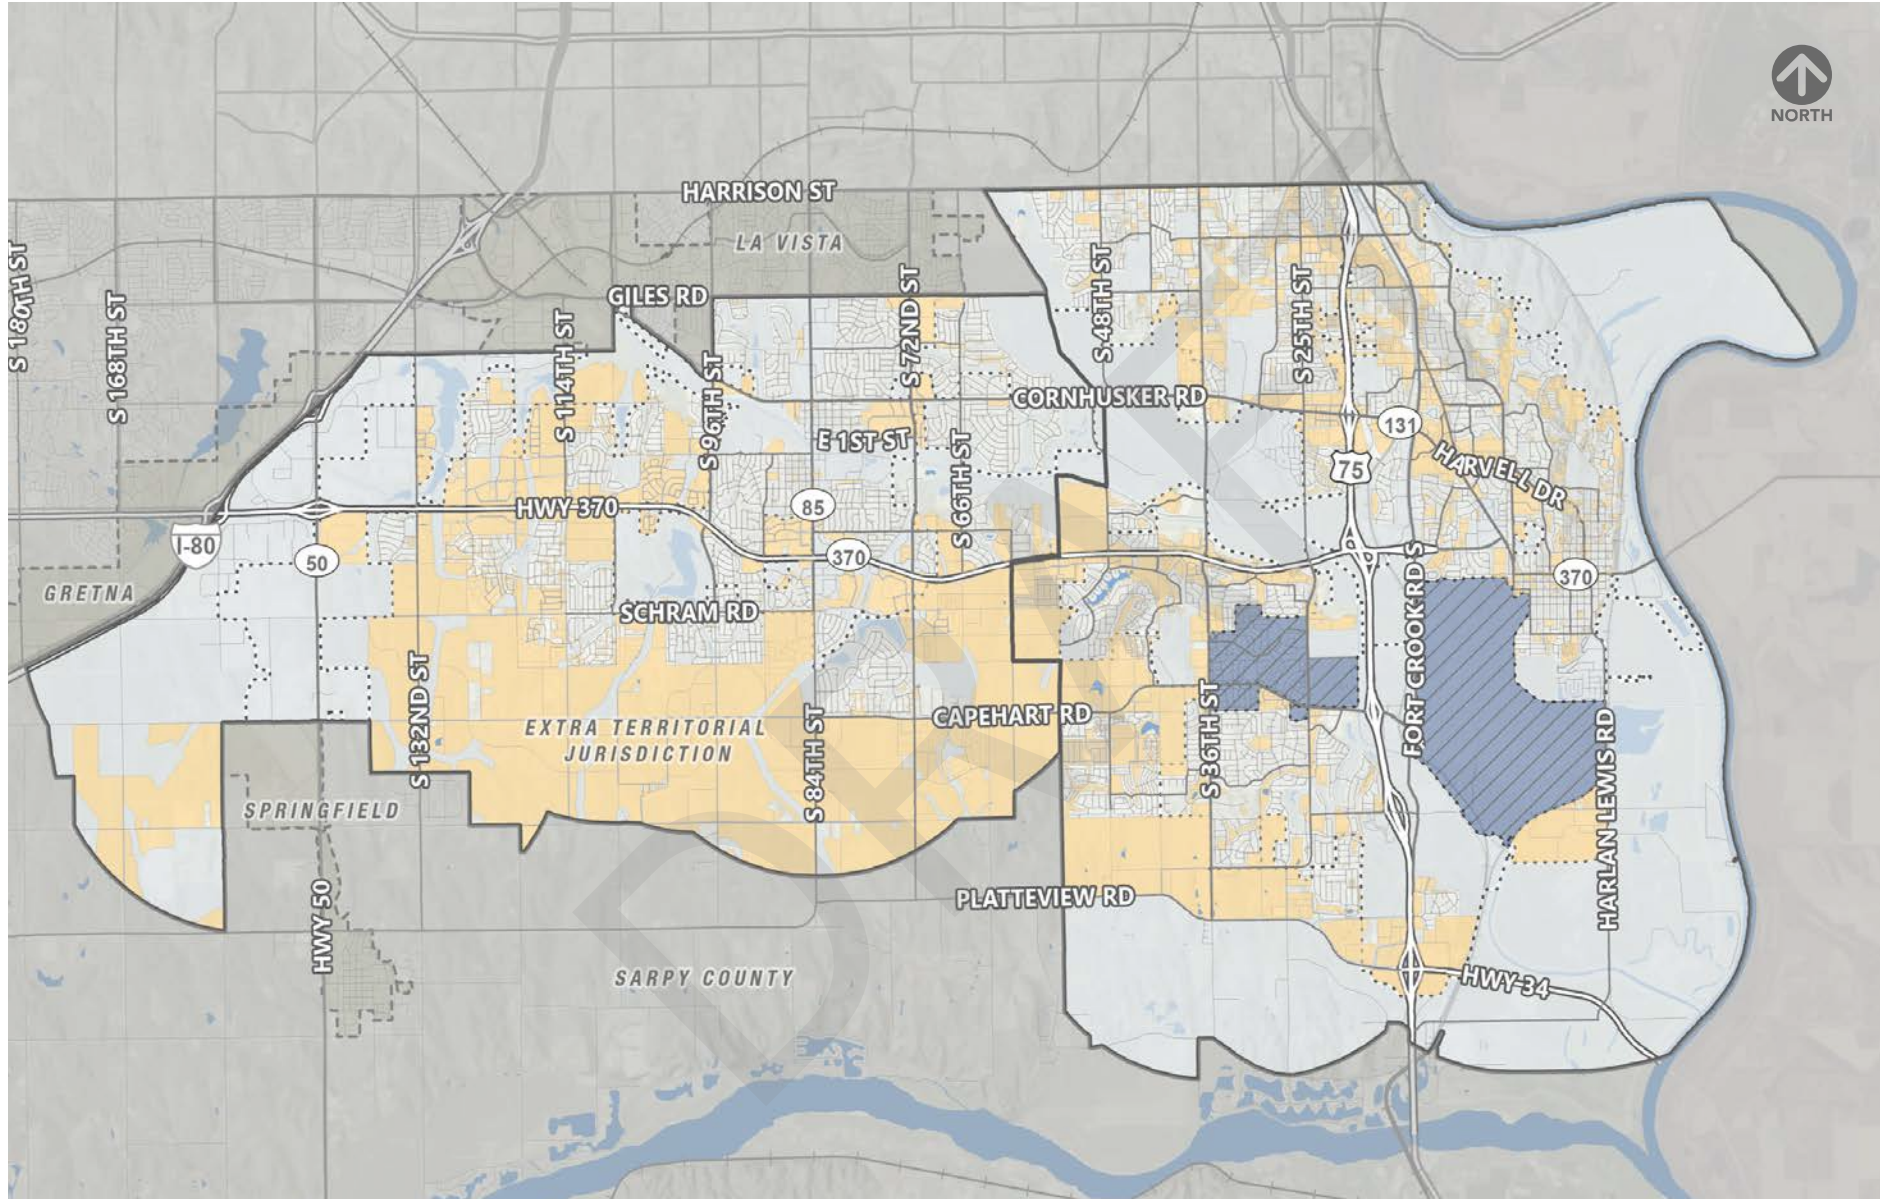 NORTH
HARRISON ST
LA VISTA
S 180TH ST
S 168TH ST
GILES RD
S 114TH ST
S 96TH ST
S 72ND ST
S 48TH ST
S 25TH ST
CORNHUSKER RD
131
E 1ST ST
S 66TH ST
75
HARVELL DR
HWY 370
85
I-80
50
370
FORT CROOK RD S
370
GRETNA
SCHRAM RD
S 132ND ST
EXTRA TERRITORIAL
JURISDICTION
S 84TH ST
CAPEHART RD
S 36TH ST
HARLAN LEWIS RD
SPRINGFIELD
HWY 50
PLATTEVIEW RD
SARPY COUNTY
HWY 34
DRAFT